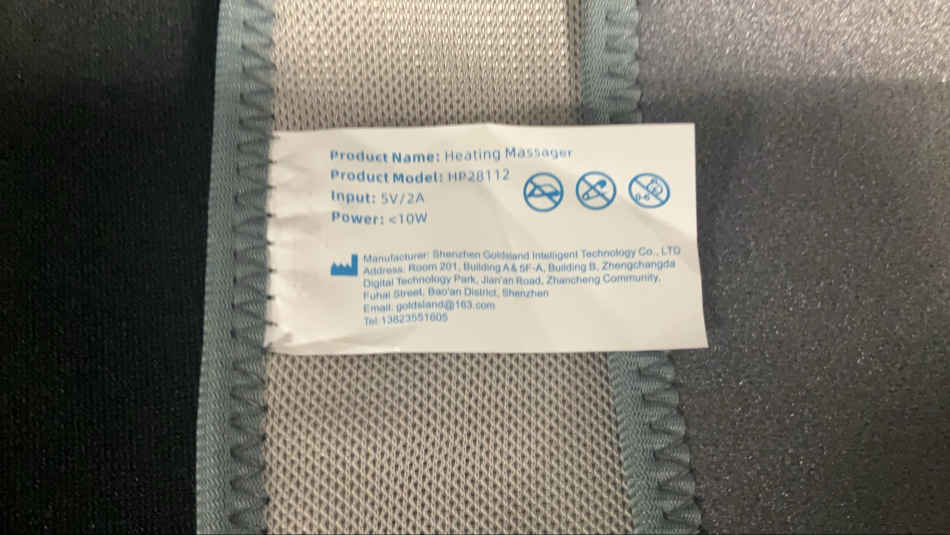 Product Name: Heating Massager
Product Model: HP28112
Input: 5V/2A
Power: <10W
0-6
Manufacturer: Shenzhen Goldsland Intelligent Technology Co., LTD
Address: Room 201, Building A & 5F-A, Building B, Zhengchangda
Digital Technology Park, Jian'an Road, Zhancheng Community,
Fuhai Street, Bao'an District, Shenzhen
Email: goldsland@163.com
Tel:13823551605